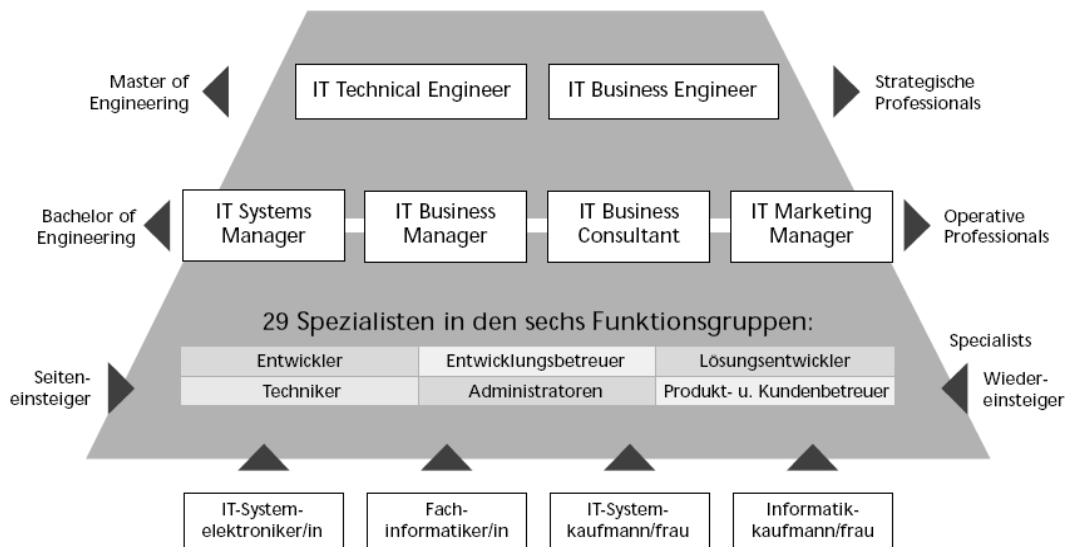 Master of
Engineering
IT Technical Engineer
IT Business Engineer
Strategische
Professionals
Bachelor of
Engineering
IT Systems
Manager
IT Business
Manager
IT Business
Consultant
IT Marketing
Manager
Operative
Professionals
29 Spezialisten in den sechs Funktionsgruppen:
Entwickler
Entwicklungsbetreuer
Lösungsentwickler
Techniker
Administratoren
Produkt- u. Kundenbetreuer
Seiten-
einsteiger
Specialists
Wieder-
einsteiger
IT-System-
elektroniker/in
Fach-
informatiker/in
IT-System-
kaufmann/frau
Informatik-
kaufmann/frau